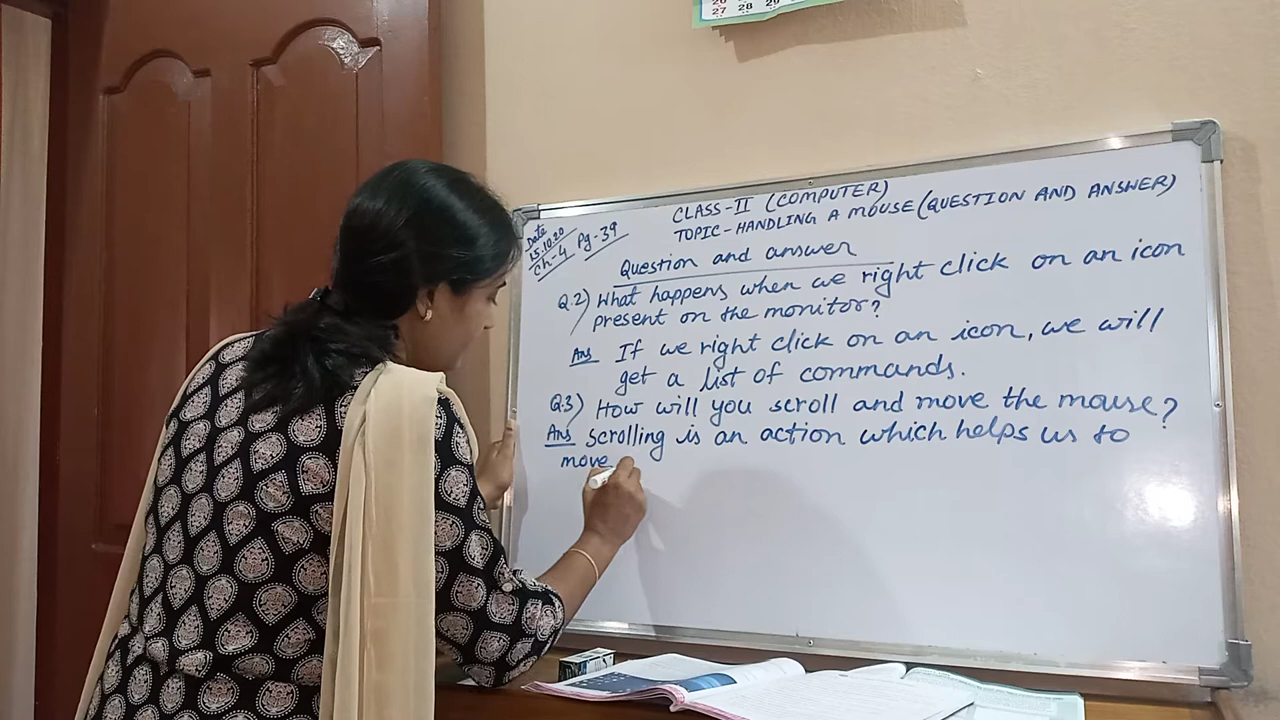 27 28 29
Date
15.10.20
Ch-4 Pg-39
CLASS-II (COMPUTER)
TOPIC-HANDLING A MOUSE (QUESTION AND ANSWER)
Question and answer
Q.2) What happens when we right click on an icon
present on the monitor?
Ans If we right click on an icon, we will
get a list of commands.
Q.3) How will you scroll and move the mouse?
Ans Scrolling is an action which helps us to
move